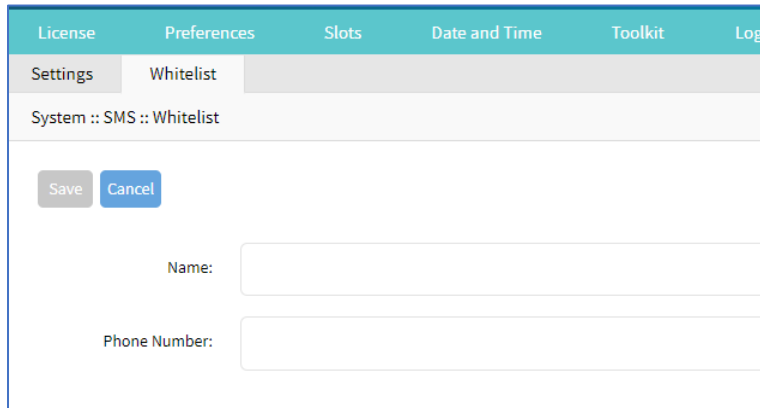 License Preferences Slots Date and Time Toolkit
Settings Whitelist
System :: SMS :: Whitelist
Save Cancel
Name:
Phone Number: